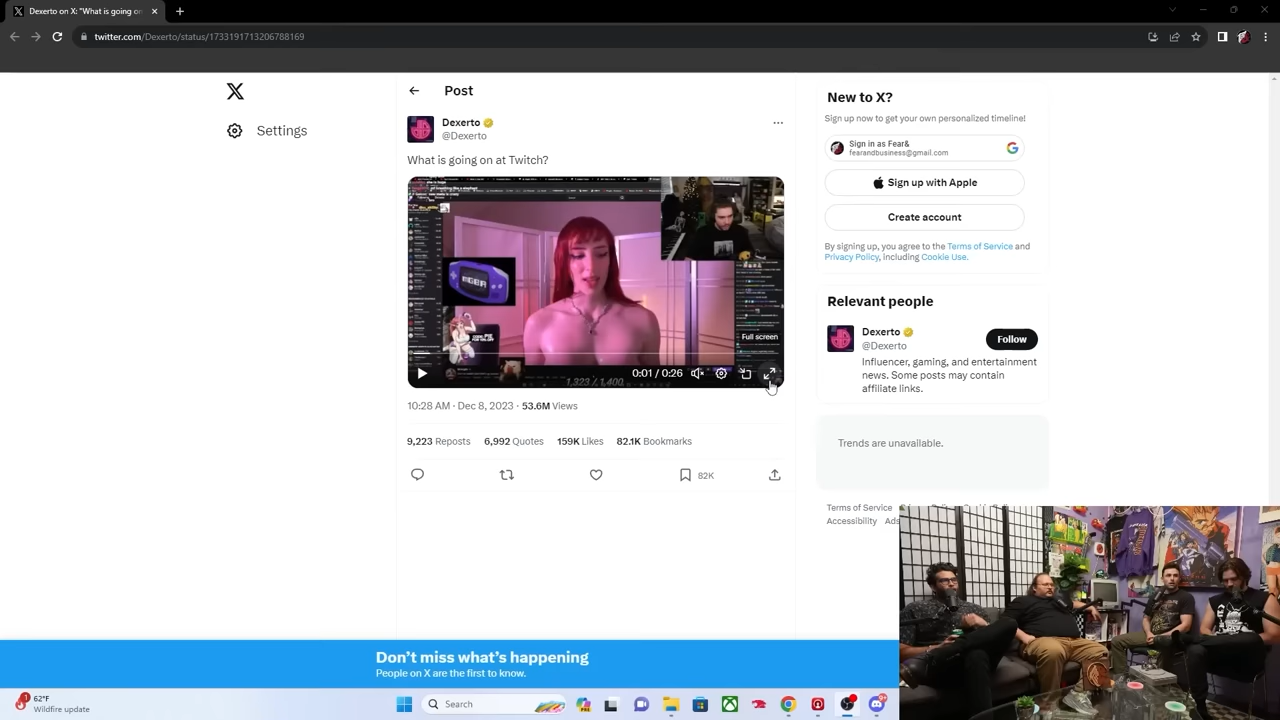 Dexerto on X: "What is going on
twitter.com/Dexerto/status/1733191713206788169
Post
Settings
Dexerto
@Dexerto
What is going on at Twitch?
Full screen
0:01 / 0:26
1,323 / 1,400
10:28 AM · Dec 8, 2023 · 53.6M Views
9,223 Reposts 6,992 Quotes 159K Likes 82.1K Bookmarks
82K
New to X?
Sign up now to get your own personalized timeline!
Sign in as Fear&
fearandbusiness@gmail.com
Sign up with Apple
Create account
By signing up, you agree to the Terms of Service and
Privacy Policy, including Cookie Use.
Relevant people
Dexerto
@Dexerto
Follow
Influencer, gaming, and entertainment
news. Some posts may contain
affiliate links.
Trends are unavailable.
Terms of Service
Accessibility Ads
Don't miss what's happening
People on X are the first to know.
62°F
Wildfire update
Search